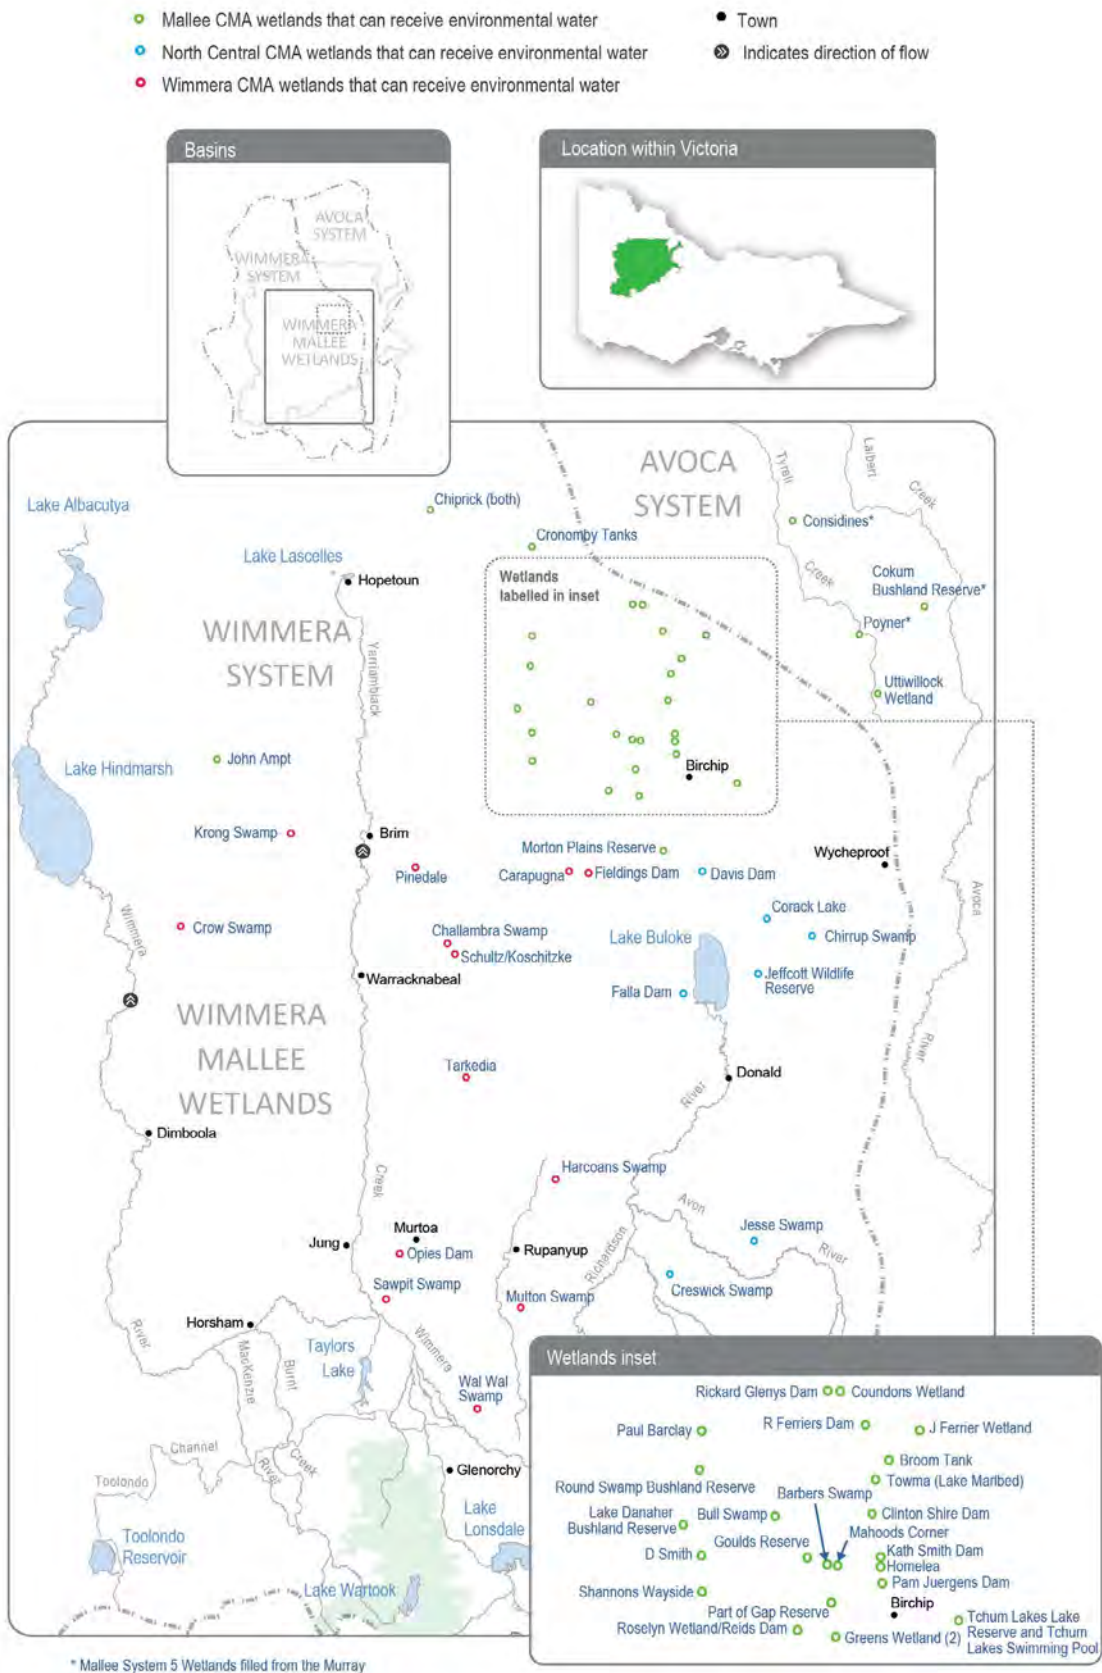 Mallee CMA wetlands that can receive environmental water
North Central CMA wetlands that can receive environmental water
Wimmera CMA wetlands that can receive environmental water
Town
Indicates direction of flow
Basins
AVOCA
SYSTEM
WIMMERA
SYSTEM
WIMMERA
MALLEE
WETLANDS
Location within Victoria
AVOCA
SYSTEM
Tyrell
Creek
Lalbert
Creek
Lake Albacutya
Chiprick (both)
Considines*
Cronomby Tanks
Lake Lascelles
Hopetoun
Wetlands
labelled in inset
Cokum
Bushland Reserve*
Poyner*
WIMMERA
SYSTEM
Yarriambiack
Uttiwillock
Wetland
Lake Hindmarsh
John Ampt
Birchip
Krong Swamp
Brim
Morton Plains Reserve
Wycheproof
Pinedale
Carapugna
Fieldings Dam
Davis Dam
Avoca
River
Wimmera
Crow Swamp
Challambra Swamp
Schultz/Koschitzke
Lake Buloke
Corack Lake
Chirrup Swamp
Jeffcott Wildlife
Reserve
Warracknabeal
Falla Dam
WIMMERA
MALLEE
WETLANDS
Tarkedia
Donald
River
Dimboola
Creek
Harcoans Swamp
Avon
River
Jesse Swamp
Murtoa
Jung
Opies Dam
Rupanyup
Richardson
Creswick Swamp
Sawpit Swamp
Multon Swamp
Horsham
River
Taylors
Lake
Wimmera
MacKenzie
River
Burnt
Creek
Wal Wal
Swamp
Channel
Toolondo
Glenorchy
Toolondo
Reservoir
Lake
Lonsdale
Lake Wartook
Wetlands inset
Rickard Glenys Dam
Coundons Wetland
Paul Barclay
R Ferriers Dam
J Ferrier Wetland
Broom Tank
Round Swamp Bushland Reserve
Towma (Lake Marlbed)
Barbers Swamp
Lake Danaher
Bushland Reserve
Bull Swamp
Clinton Shire Dam
Mahoods Corner
Goulds Reserve
D Smith
Kath Smith Dam
Homelea
Pam Juergens Dam
Shannons Wayside
Part of Gap Reserve
Birchip
Roselyn Wetland/Reids Dam
Greens Wetland (2)
Tchum Lakes Lake
Reserve and Tchum
Lakes Swimming Pool
* Mallee System 5 Wetlands filled from the Murray